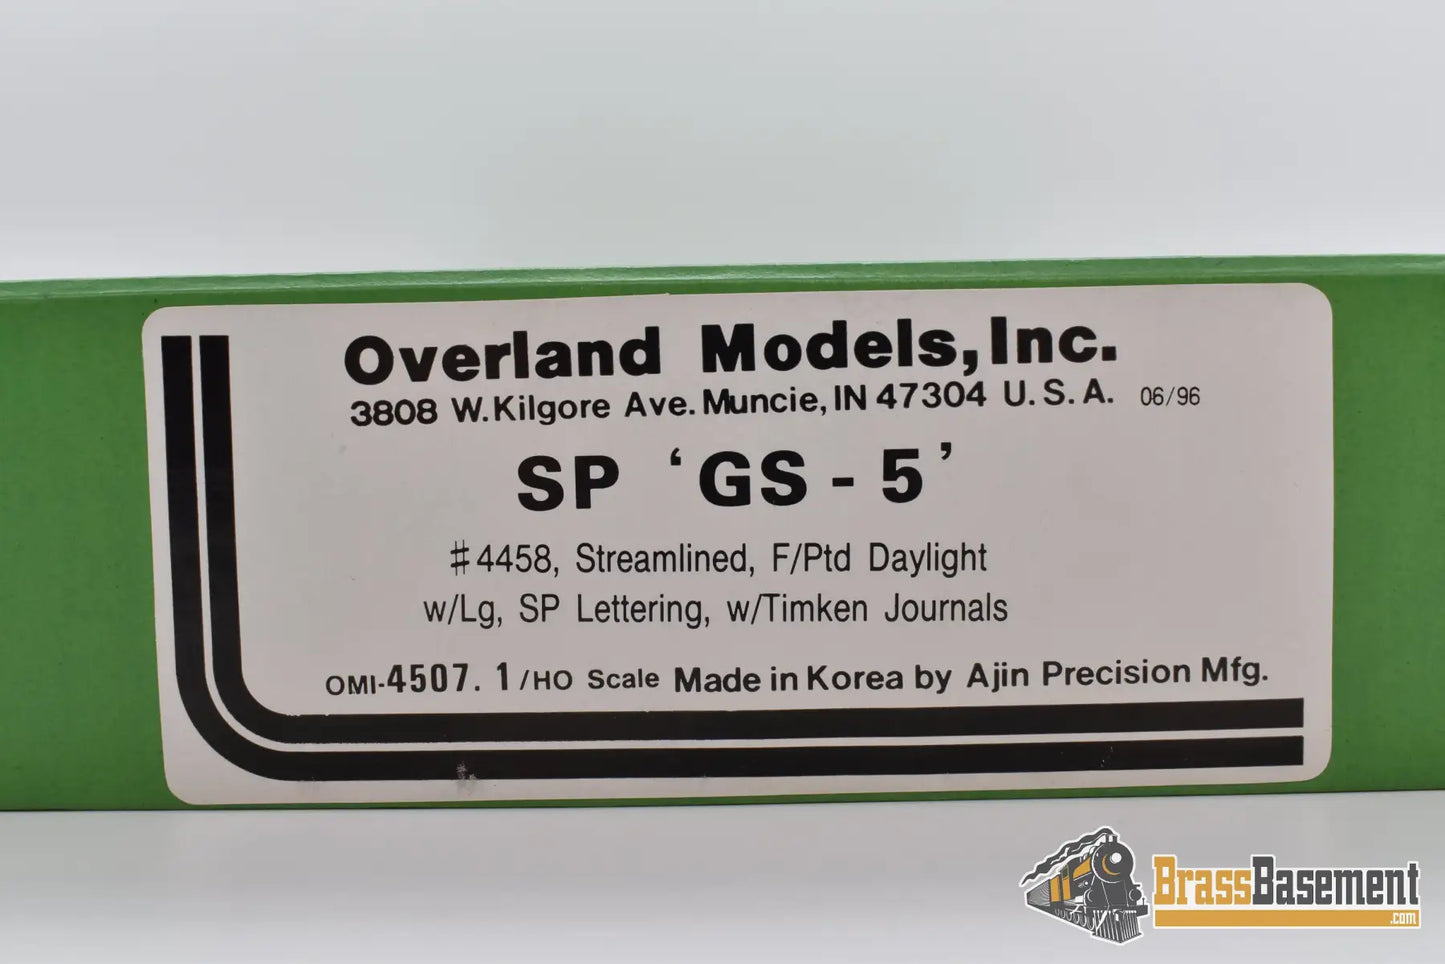 Overland Models, Inc.
3808 W. Kilgore Ave. Muncie, IN 47304 U. S. A. 06/96
SP ‘GS - 5’
#4458, Streamlined, F/Ptd Daylight
w/Lg, SP Lettering, w/Timken Journals
OMI-4507. 1 /HO Scale Made in Korea by Ajin Precision Mfg.
BrassBasement
.com